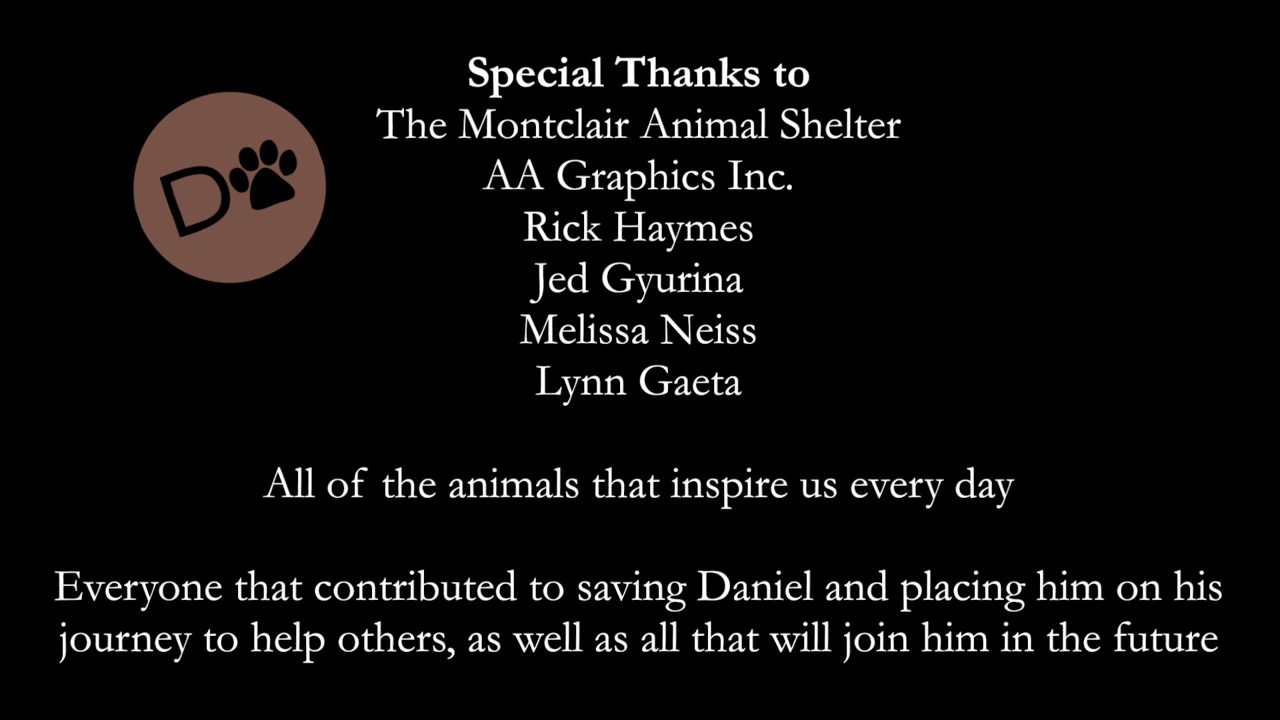 Special Thanks to
The Montclair Animal Shelter
D
AA Graphics Inc.
Rick Haymes
Jed Gyurina
Melissa Neiss
Lynn Gaeta
All of the animals that inspire us every day
Everyone that contributed to saving Daniel and placing him on his
journey to help others, as well as all that will join him in the future